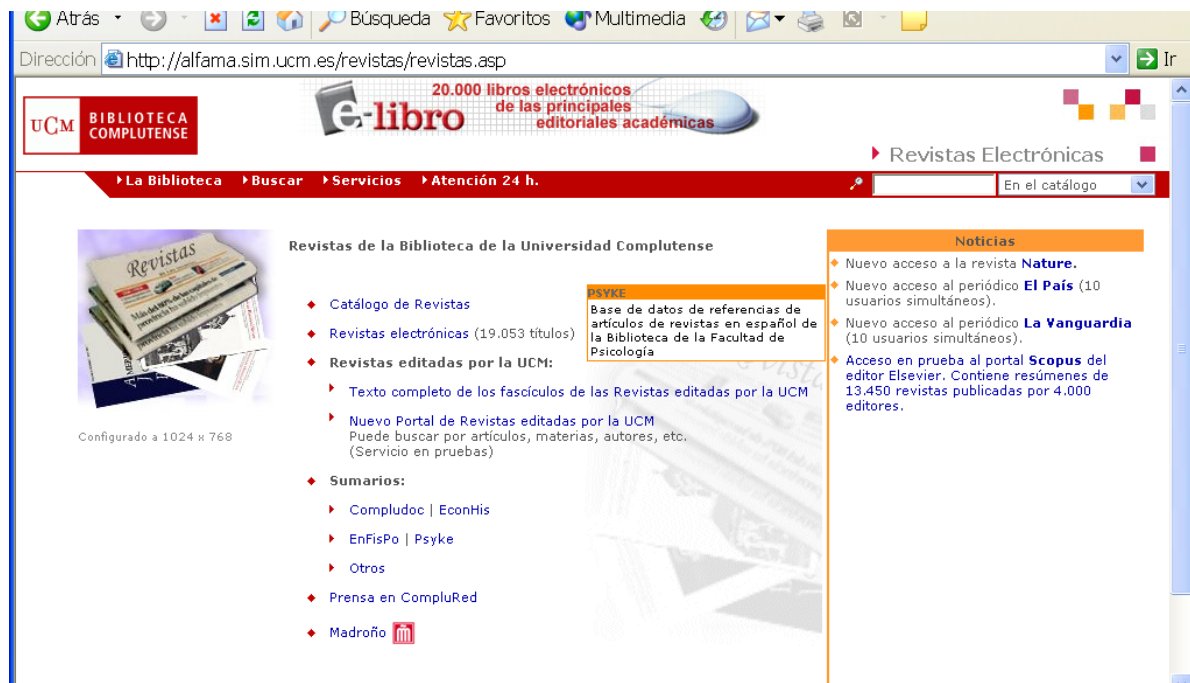 Atrás Búsqueda Favoritos Multimedia
Dirección http://alfama.sim.ucm.es/revistas/revistas.asp Ir
UCM BIBLIOTECA
COMPLUTENSE
e-libro
20.000 libros electrónicos
de las principales
editoriales académicas
Revistas Electrónicas
La Biblioteca Buscar Servicios Atención 24 h.
En el catálogo
Revistas
Configurado a 1024 x 768
Revistas de la Biblioteca de la Universidad Complutense
Catálogo de Revistas
Revistas electrónicas (19.053 títulos)
Revistas editadas por la UCM:
Texto completo de los fascículos de las Revistas editadas por la UCM
Nuevo Portal de Revistas editadas por la UCM
Puede buscar por artículos, materias, autores, etc.
(Servicio en pruebas)
Sumarios:
Compludoc | EconHis
EnFisPo | Psyke
Otros
Prensa en CompluRed
Madroño
PSYKE
Base de datos de referencias de
artículos de revistas en español de
la Biblioteca de la Facultad de
Psicología
Noticias
Nuevo acceso a la revista Nature.
Nuevo acceso al periódico El País (10
usuarios simultáneos).
Nuevo acceso al periódico La Vanguardia
(10 usuarios simultáneos).
Acceso en prueba al portal Scopus del
editor Elsevier. Contiene resúmenes de
13.450 revistas publicadas por 4.000
editores.